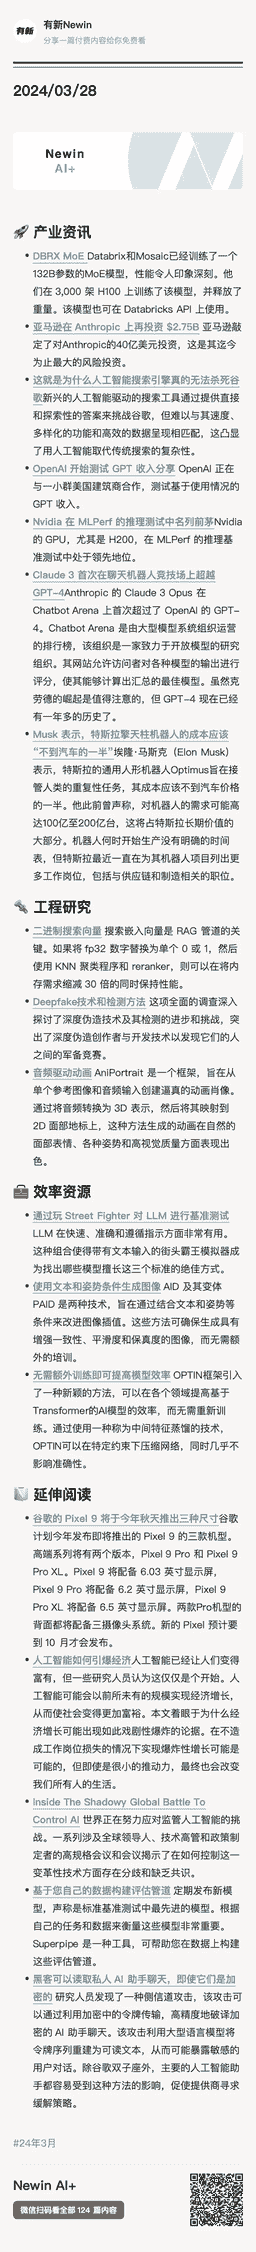 有新
有新Newin
分享一篇付费内容给你免费看
2024/03/28
Newin
AI+
🚀 产业资讯
• DBRX MoE Databrix和Mosaic已经训练了一个
132B参数的MoE模型，性能令人印象深刻。他
们在 3,000 架 H100 上训练了该模型，并释放了
重量。该模型也可在 Databricks API 上使用。
• 亚马逊在 Anthropic 上再投资 $2.75B 亚马逊敲
定了对Anthropic的40亿美元投资，这是其迄今
为止最大的风险投资。
• 这就是为什么人工智能搜索引擎真的无法杀死谷
歌新兴的人工智能驱动的搜索工具通过提供直接
和探索性的答案来挑战谷歌，但难以与其速度、
多样化的功能和高效的数据呈现相匹配，这凸显
了用人工智能取代传统搜索的复杂性。
• OpenAI 开始测试 GPT 收入分享 OpenAI 正在
与一小群美国建筑商合作，测试基于使用情况的
GPT 收入。
• Nvidia 在 MLPerf 的推理测试中名列前茅Nvidia
的 GPU，尤其是 H200，在 MLPerf 的推理基
准测试中处于领先地位。
• Claude 3 首次在聊天机器人竞技场上超越
GPT-4Anthropic 的 Claude 3 Opus 在
Chatbot Arena 上首次超过了 OpenAI 的 GPT-
4。Chatbot Arena 是由大型模型系统组织运营
的排行榜，该组织是一家致力于开放模型的研究
组织。其网站允许访问者对各种模型的输出进行
评分，使其能够计算出汇总的最佳模型。虽然克
劳德的崛起是值得注意的，但 GPT-4 现在已经
有一年多的历史了。
• Musk 表示，特斯拉擎天柱机器人的成本应该
“不到汽车的一半”埃隆·马斯克（Elon Musk）
表示，特斯拉的通用人形机器人Optimus旨在接
管人类的重复性任务，其成本应该不到汽车价格
的一半。他此前曾声称，对机器人的需求可能高
达100亿至200亿台，这将占特斯拉长期价值的
大部分。机器人何时开始生产没有明确的时间
表，但特斯拉最近一直在为其机器人项目列出更
多工作岗位，包括与供应链和制造相关的职位。
🔦 工程研究
• 二进制搜索向量 搜索嵌入向量是 RAG 管道的关
键。如果将 fp32 数字替换为单个 0 或 1，然后
使用 KNN 聚类程序和 reranker，则可以在将内
存需求缩减 30 倍的同时保持性能。
• Deepfake技术和检测方法 这项全面的调查深入
探讨了深度伪造技术及其检测的进步和挑战，突
出了深度伪造创作者与开发技术以发现它们的人
之间的军备竞赛。
• 音频驱动动画 AniPortrait 是一个框架，旨在从
单个参考图像和音频输入创建逼真的动画肖像。
通过将音频转换为 3D 表示，然后将其映射到
2D 面部地标上，这种方法生成的动画在自然的
面部表情、各种姿势和高视觉质量方面表现出
色。
🧰 效率资源
• 通过玩 Street Fighter 对 LLM 进行基准测试
LLM 在快速、准确和遵循指示方面非常有用。
这种组合使得带有文本输入的街头霸王模拟器成
为找出哪些模型擅长这三个标准的绝佳方式。
• 使用文本和姿势条件生成图像 AID 及其变体
PAID 是两种技术，旨在通过结合文本和姿势等
条件来改进图像插值。这些方法可确保生成具有
增强一致性、平滑度和保真度的图像，而无需额
外的培训。
• 无需额外训练即可提高模型效率 OPTIN框架引入
了一种新颖的方法，可以在各个领域提高基于
Transformer的AI模型的效率，而无需重新训
练。通过使用一种称为中间特征蒸馏的技术，
OPTIN可以在特定约束下压缩网络，同时几乎不
影响准确性。
延伸阅读
• 谷歌的 Pixel 9 将于今年秋天推出三种尺寸谷歌
计划今年发布即将推出的 Pixel 9 的三款机型。
高端系列将有两个版本，Pixel 9 Pro 和 Pixel 9
Pro XL。Pixel 9 将配备 6.03 英寸显示屏，
Pixel 9 Pro 将配备 6.2 英寸显示屏，Pixel 9
Pro XL 将配备 6.5 英寸显示屏。两款Pro机型的
背面都将配备三摄像头系统。新的 Pixel 预计要
到 10 月才会发布。
• 人工智能如何引爆经济人工智能已经让人们变得
富有，但一些研究人员认为这仅仅是个开始。人
工智能可能会以前所未有的规模实现经济增长，
从而使社会变得更加富裕。本文着眼于为什么经
济增长可能出现如此戏剧性爆炸的论据。在不造
成工作岗位损失的情况下实现爆炸性增长可能是
可能的，但即使是很小的推动力，最终也会改变
我们所有人的生活。
• Inside The Shadowy Global Battle To
Control AI 世界正在努力应对监管人工智能的挑
战。一系列涉及全球领导人、技术高管和政策制
定者的高规格会议和会议揭示了在如何控制这一
变革性技术方面存在分歧和缺乏共识。
• 基于您自己的数据构建评估管道 定期发布新模
型，声称是标准基准测试中最先进的模型。根据
自己的任务和数据来衡量这些模型非常重要。
Superpipe 是一种工具，可帮助您在数据上构建
这些评估管道。
• 黑客可以读取私人 AI 助手聊天，即使它们是加
密的 研究人员发现了一种侧信道攻击，该攻击可
以通过利用加密中的令牌传输，高精度地破译加
密的 AI 助手聊天。该攻击利用大型语言模型将
令牌序列重建为可读文本，从而可能暴露敏感的
用户对话。除谷歌双子座外，主要的人工智能助
手都容易受到这种方法的影响，促使提供商寻求
缓解策略。
#24年3月
Newin AI+
微信扫码看全部 124 篇内容